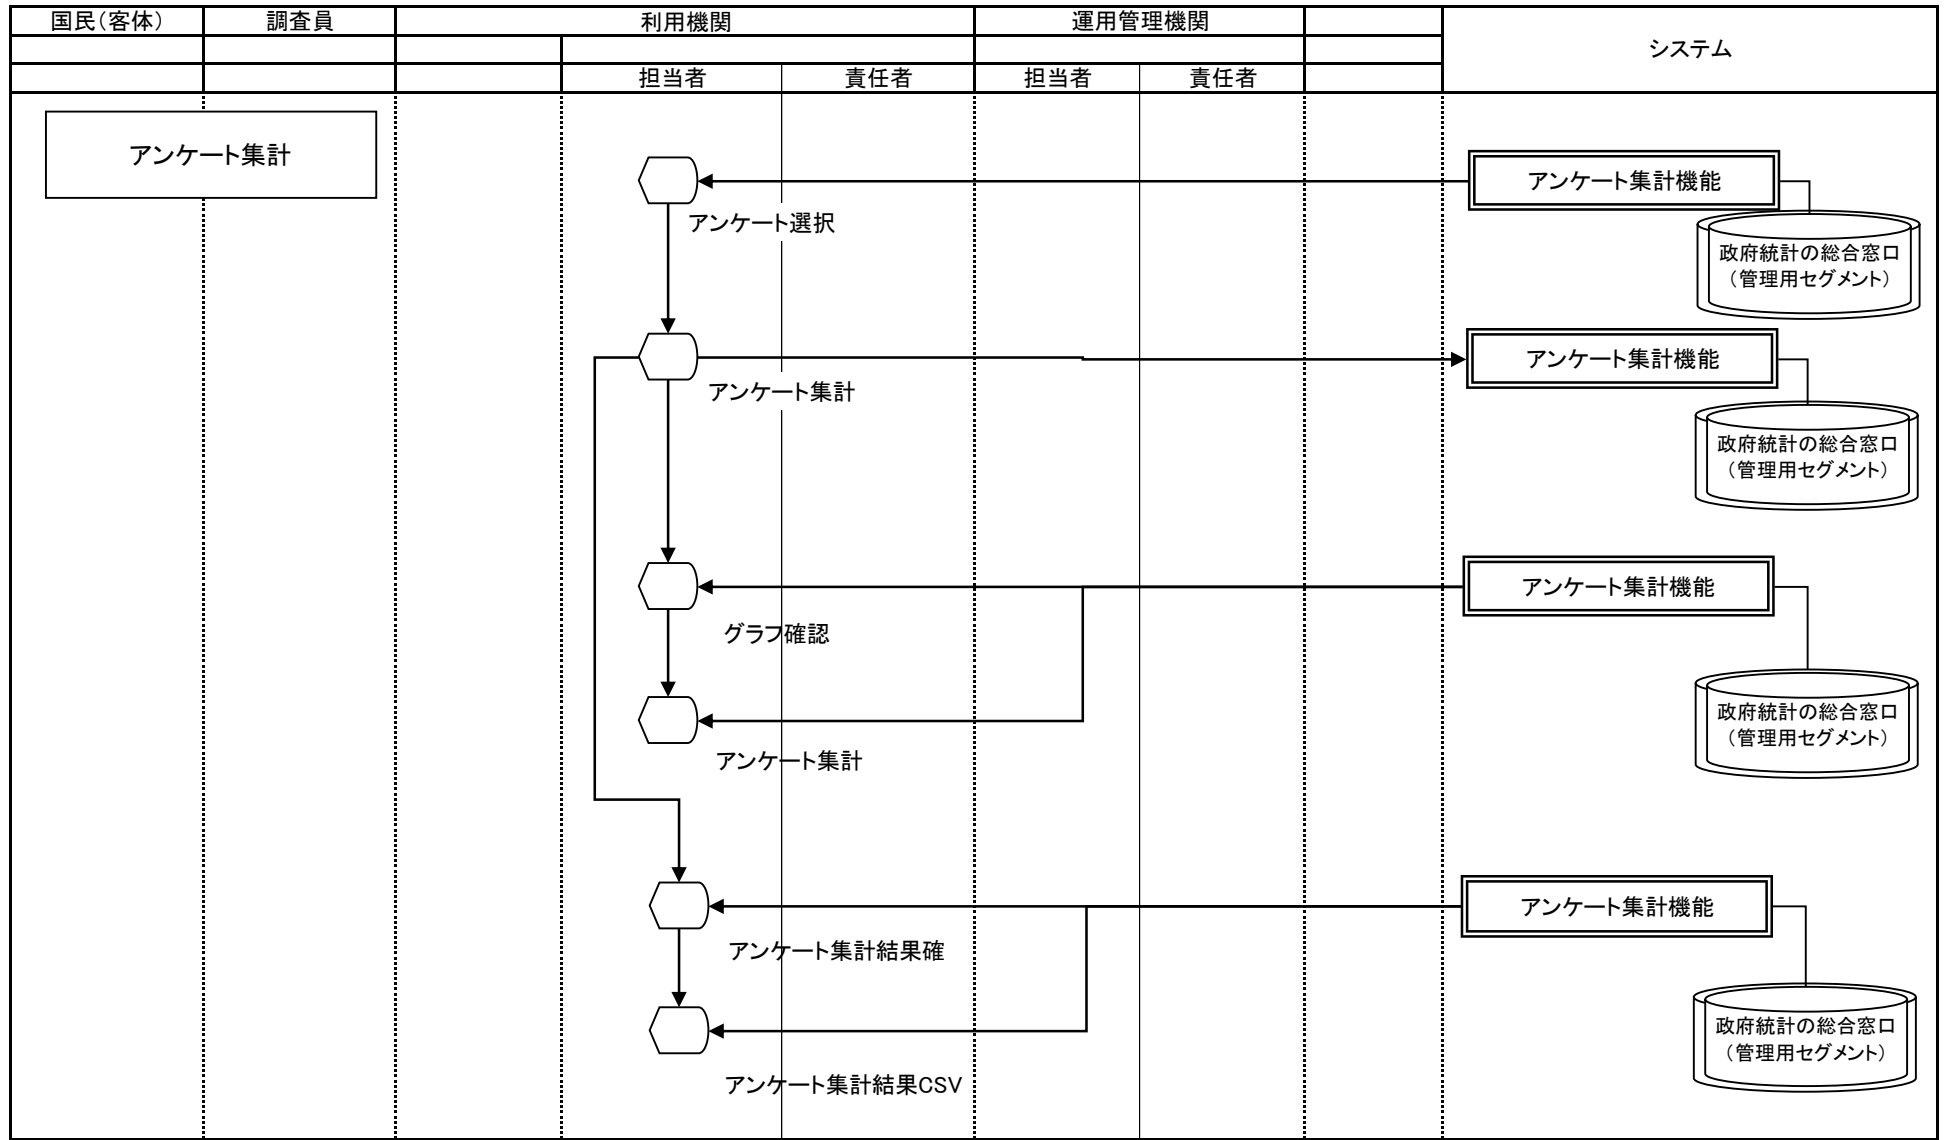 国民（客体）
調査員
利用機関
運用管理機関
システム
担当者
責任者
担当者
責任者
アンケート集計
アンケート集計機能
アンケート選択
政府統計の総合窓口
（管理用セグメント）
アンケート集計機能
アンケート集計
政府統計の総合窓口
（管理用セグメント）
アンケート集計機能
グラフ確認
政府統計の総合窓口
（管理用セグメント）
アンケート集計
アンケート集計機能
アンケート集計結果確
政府統計の総合窓口
（管理用セグメント）
アンケート集計結果CSV